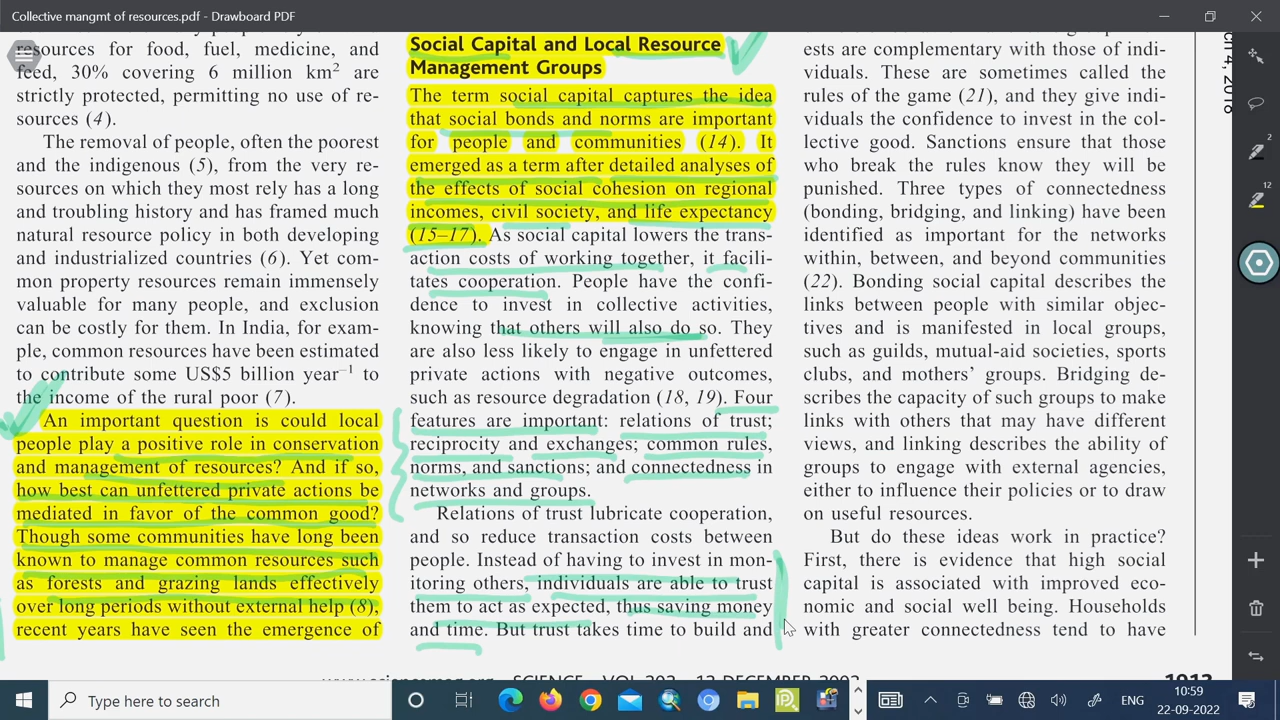 Collective mangmt of resources.pdf - Drawboard PDF
resources for food, fuel, medicine, and
feed, 30% covering 6 million km² are
strictly protected, permitting no use of re-
sources (4).
The removal of people, often the poorest
and the indigenous (5), from the very re-
sources on which they most rely has a long
and troubling history and has framed much
natural resource policy in both developing
and industrialized countries (6). Yet com-
mon property resources remain immensely
valuable for many people, and exclusion
can be costly for them. In India, for exam-
ple, common resources have been estimated
to contribute some US$5 billion year⁻¹ to
the income of the rural poor (7).
An important question is could local
people play a positive role in conservation
and management of resources? And if so,
how best can unfettered private actions be
mediated in favor of the common good?
Though some communities have long been
known to manage common resources such
as forests and grazing lands effectively
over long periods without external help (8),
recent years have seen the emergence of
Social Capital and Local Resource
Management Groups
The term social capital captures the idea
that social bonds and norms are important
for people and communities (14). It
emerged as a term after detailed analyses of
the effects of social cohesion on regional
incomes, civil society, and life expectancy
(15–17). As social capital lowers the trans-
action costs of working together, it facili-
tates cooperation. People have the confi-
dence to invest in collective activities,
knowing that others will also do so. They
are also less likely to engage in unfettered
private actions with negative outcomes,
such as resource degradation (18, 19). Four
features are important: relations of trust;
reciprocity and exchanges; common rules,
norms, and sanctions; and connectedness in
networks and groups.
Relations of trust lubricate cooperation,
and so reduce transaction costs between
people. Instead of having to invest in mon-
itoring others, individuals are able to trust
them to act as expected, thus saving money
and time. But trust takes time to build and
ests are complementary with those of indi-
viduals. These are sometimes called the
rules of the game (21), and they give indi-
viduals the confidence to invest in the col-
lective good. Sanctions ensure that those
who break the rules know they will be
punished. Three types of connectedness
(bonding, bridging, and linking) have been
identified as important for the networks
within, between, and beyond communities
(22). Bonding social capital describes the
links between people with similar objec-
tives and is manifested in local groups,
such as guilds, mutual-aid societies, sports
clubs, and mothers' groups. Bridging de-
scribes the capacity of such groups to make
links with others that may have different
views, and linking describes the ability of
groups to engage with external agencies,
either to influence their policies or to draw
on useful resources.
But do these ideas work in practice?
First, there is evidence that high social
capital is associated with improved eco-
nomic and social well being. Households
with greater connectedness tend to have
ch 4, 2018
2
12
www.sciencemag.org SCIENCE VOL 302 12 DECEMBER 2003
1913
Type here to search
ENG
10:59
22-09-2022